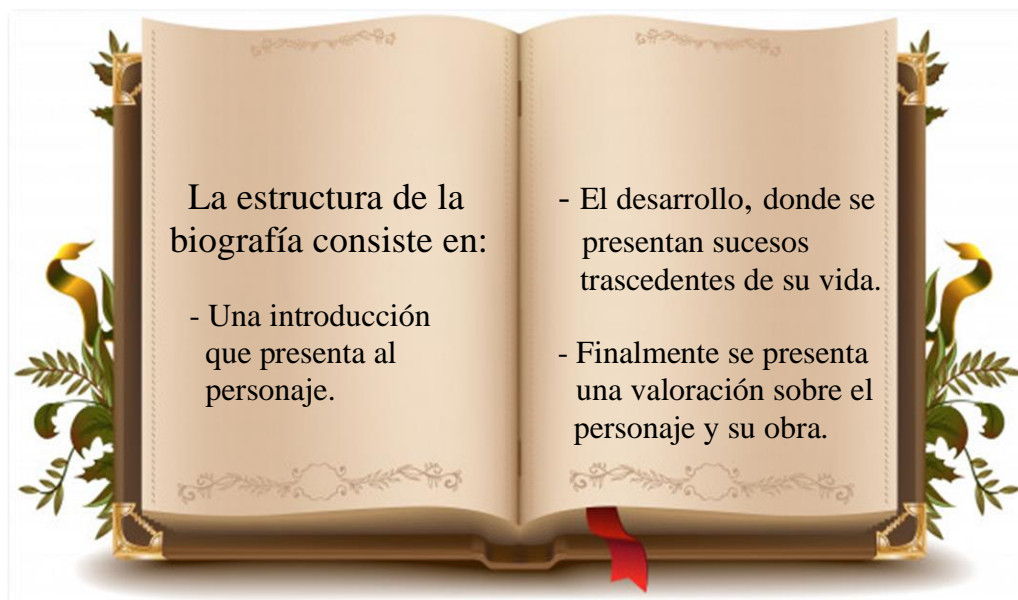 La estructura de la
biografía consiste en:
- Una introducción
que presenta al
personaje.
- El desarrollo, donde se
presentan sucesos
trascedentes de su vida.
- Finalmente se presenta
una valoración sobre el
personaje y su obra.